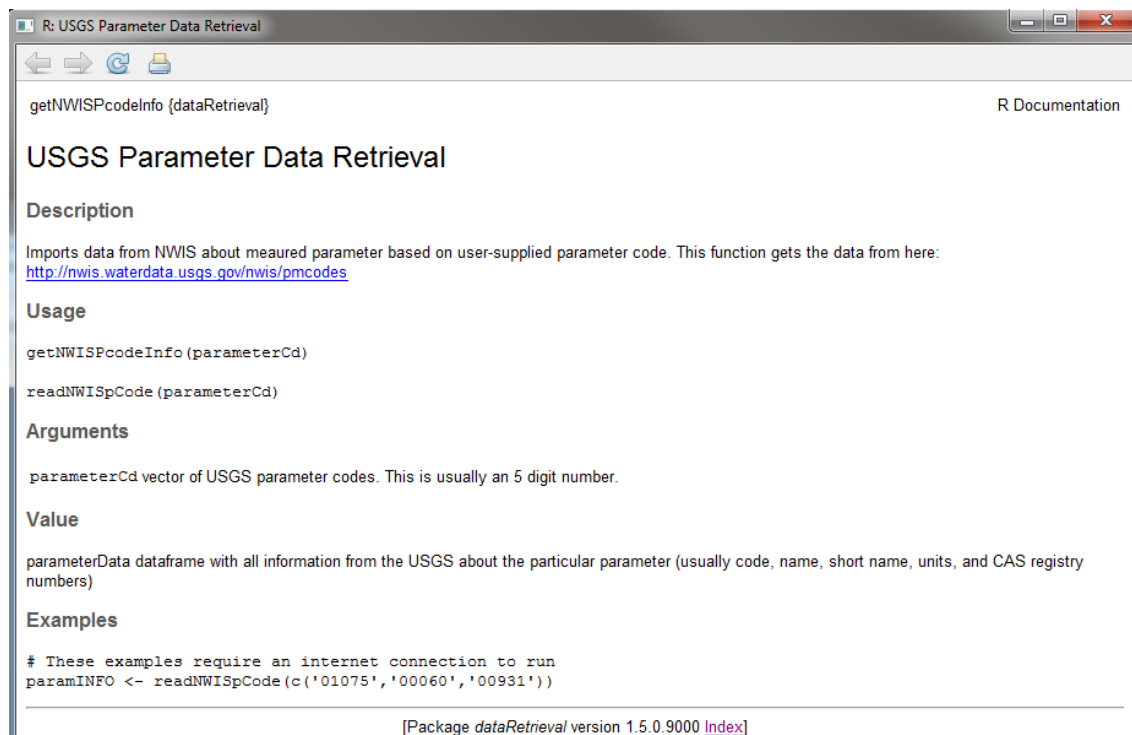 R: USGS Parameter Data Retrieval
getNWISPcodeInfo {dataRetrieval} R Documentation
USGS Parameter Data Retrieval
Description
Imports data from NWIS about meaured parameter based on user-supplied parameter code. This function gets the data from here:
http://nwis.waterdata.usgs.gov/nwis/pmcodes
Usage
getNWISPcodeInfo(parameterCd)
readNWISpCode(parameterCd)
Arguments
parameterCd vector of USGS parameter codes. This is usually an 5 digit number.
Value
parameterData dataframe with all information from the USGS about the particular parameter (usually code, name, short name, units, and CAS registry
numbers)
Examples
# These examples require an internet connection to run
paramINFO <- readNWISpCode(c('01075','00060','00931'))
[Package dataRetrieval version 1.5.0.9000 Index]